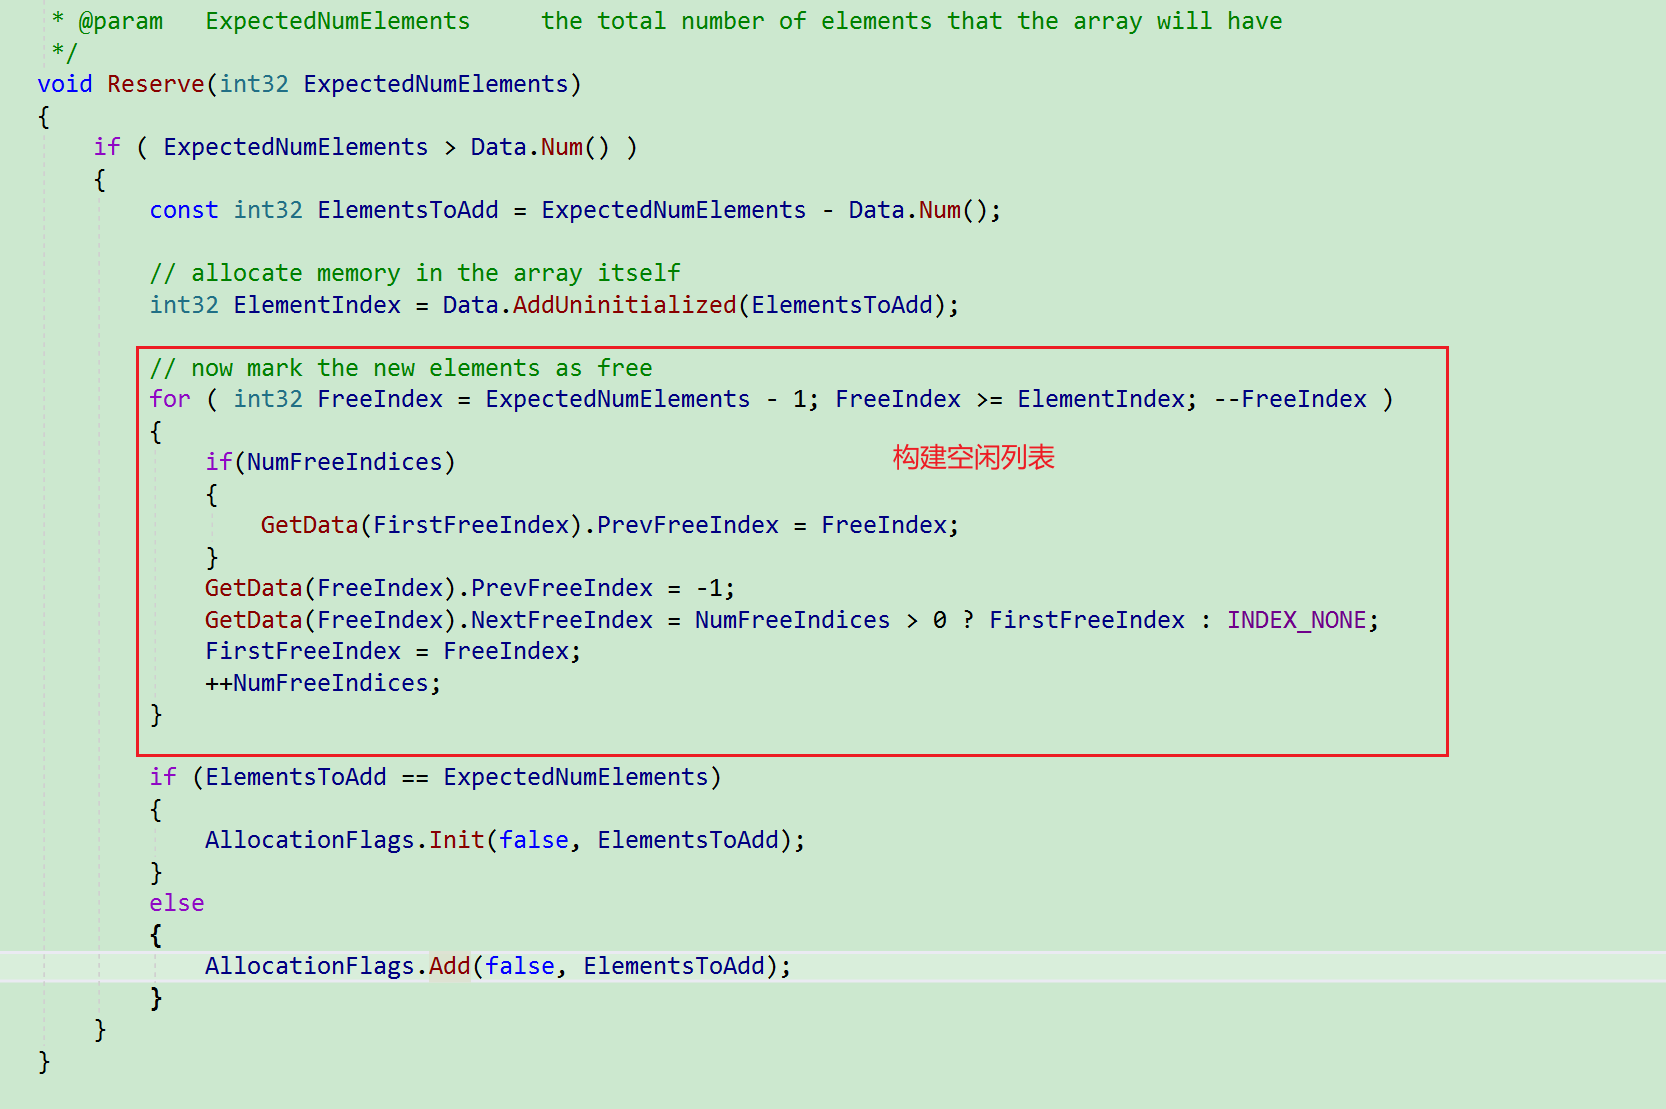 * @param   ExpectedNumElements     the total number of elements that the array will have
*/
void Reserve(int32 ExpectedNumElements)
{
if ( ExpectedNumElements > Data.Num() )
{
const int32 ElementsToAdd = ExpectedNumElements - Data.Num();
// allocate memory in the array itself
int32 ElementIndex = Data.AddUninitialized(ElementsToAdd);
// now mark the new elements as free
for ( int32 FreeIndex = ExpectedNumElements - 1; FreeIndex >= ElementIndex; --FreeIndex )
{
if(NumFreeIndices)
构建空闲列表
{
GetData(FirstFreeIndex).PrevFreeIndex = FreeIndex;
}
GetData(FreeIndex).PrevFreeIndex = -1;
GetData(FreeIndex).NextFreeIndex = NumFreeIndices > 0 ? FirstFreeIndex : INDEX_NONE;
FirstFreeIndex = FreeIndex;
++NumFreeIndices;
}
if (ElementsToAdd == ExpectedNumElements)
{
AllocationFlags.Init(false, ElementsToAdd);
}
else
{
AllocationFlags.Add(false, ElementsToAdd);
}
}
}